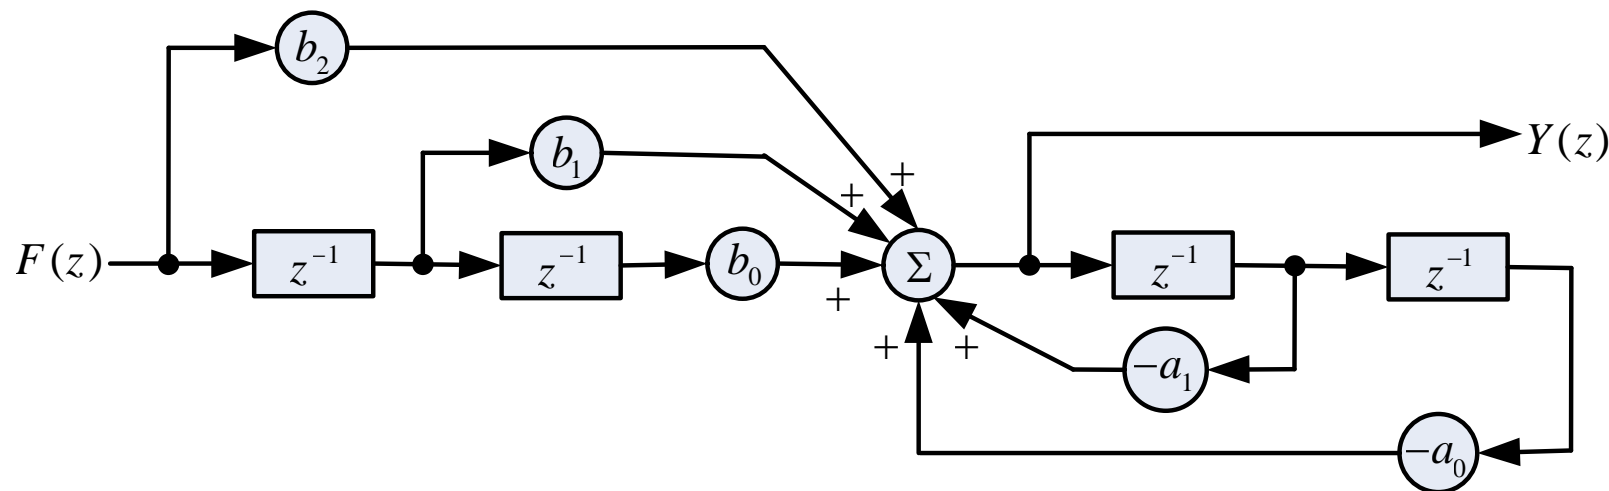 b₂
b₁
+
+
Y(z)
F(z)
z⁻¹
z⁻¹
b₀
Σ
z⁻¹
z⁻¹
+
+
+
−a₁
−a₀